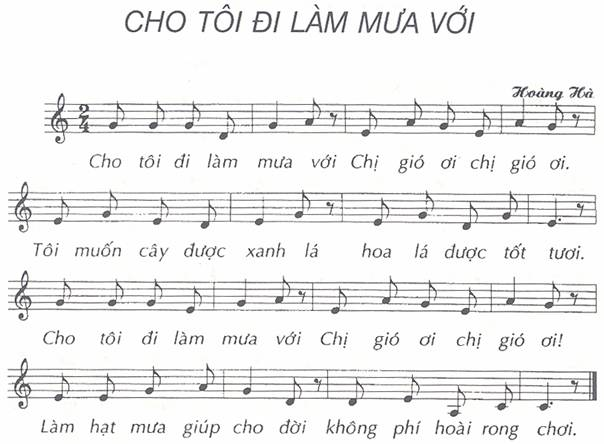 CHO TÔI ĐI LÀM MƯA VỚI
Hoàng Hà
2
4
Cho tôi đi làm mưa với Chị gió ơi chị gió ơi.
Tôi muốn cây được xanh lá hoa lá được tốt tươi.
Cho tôi đi làm mưa với Chị gió ơi chị gió ơi!
Làm hạt mưa giúp cho đời không phí hoài rong chơi.